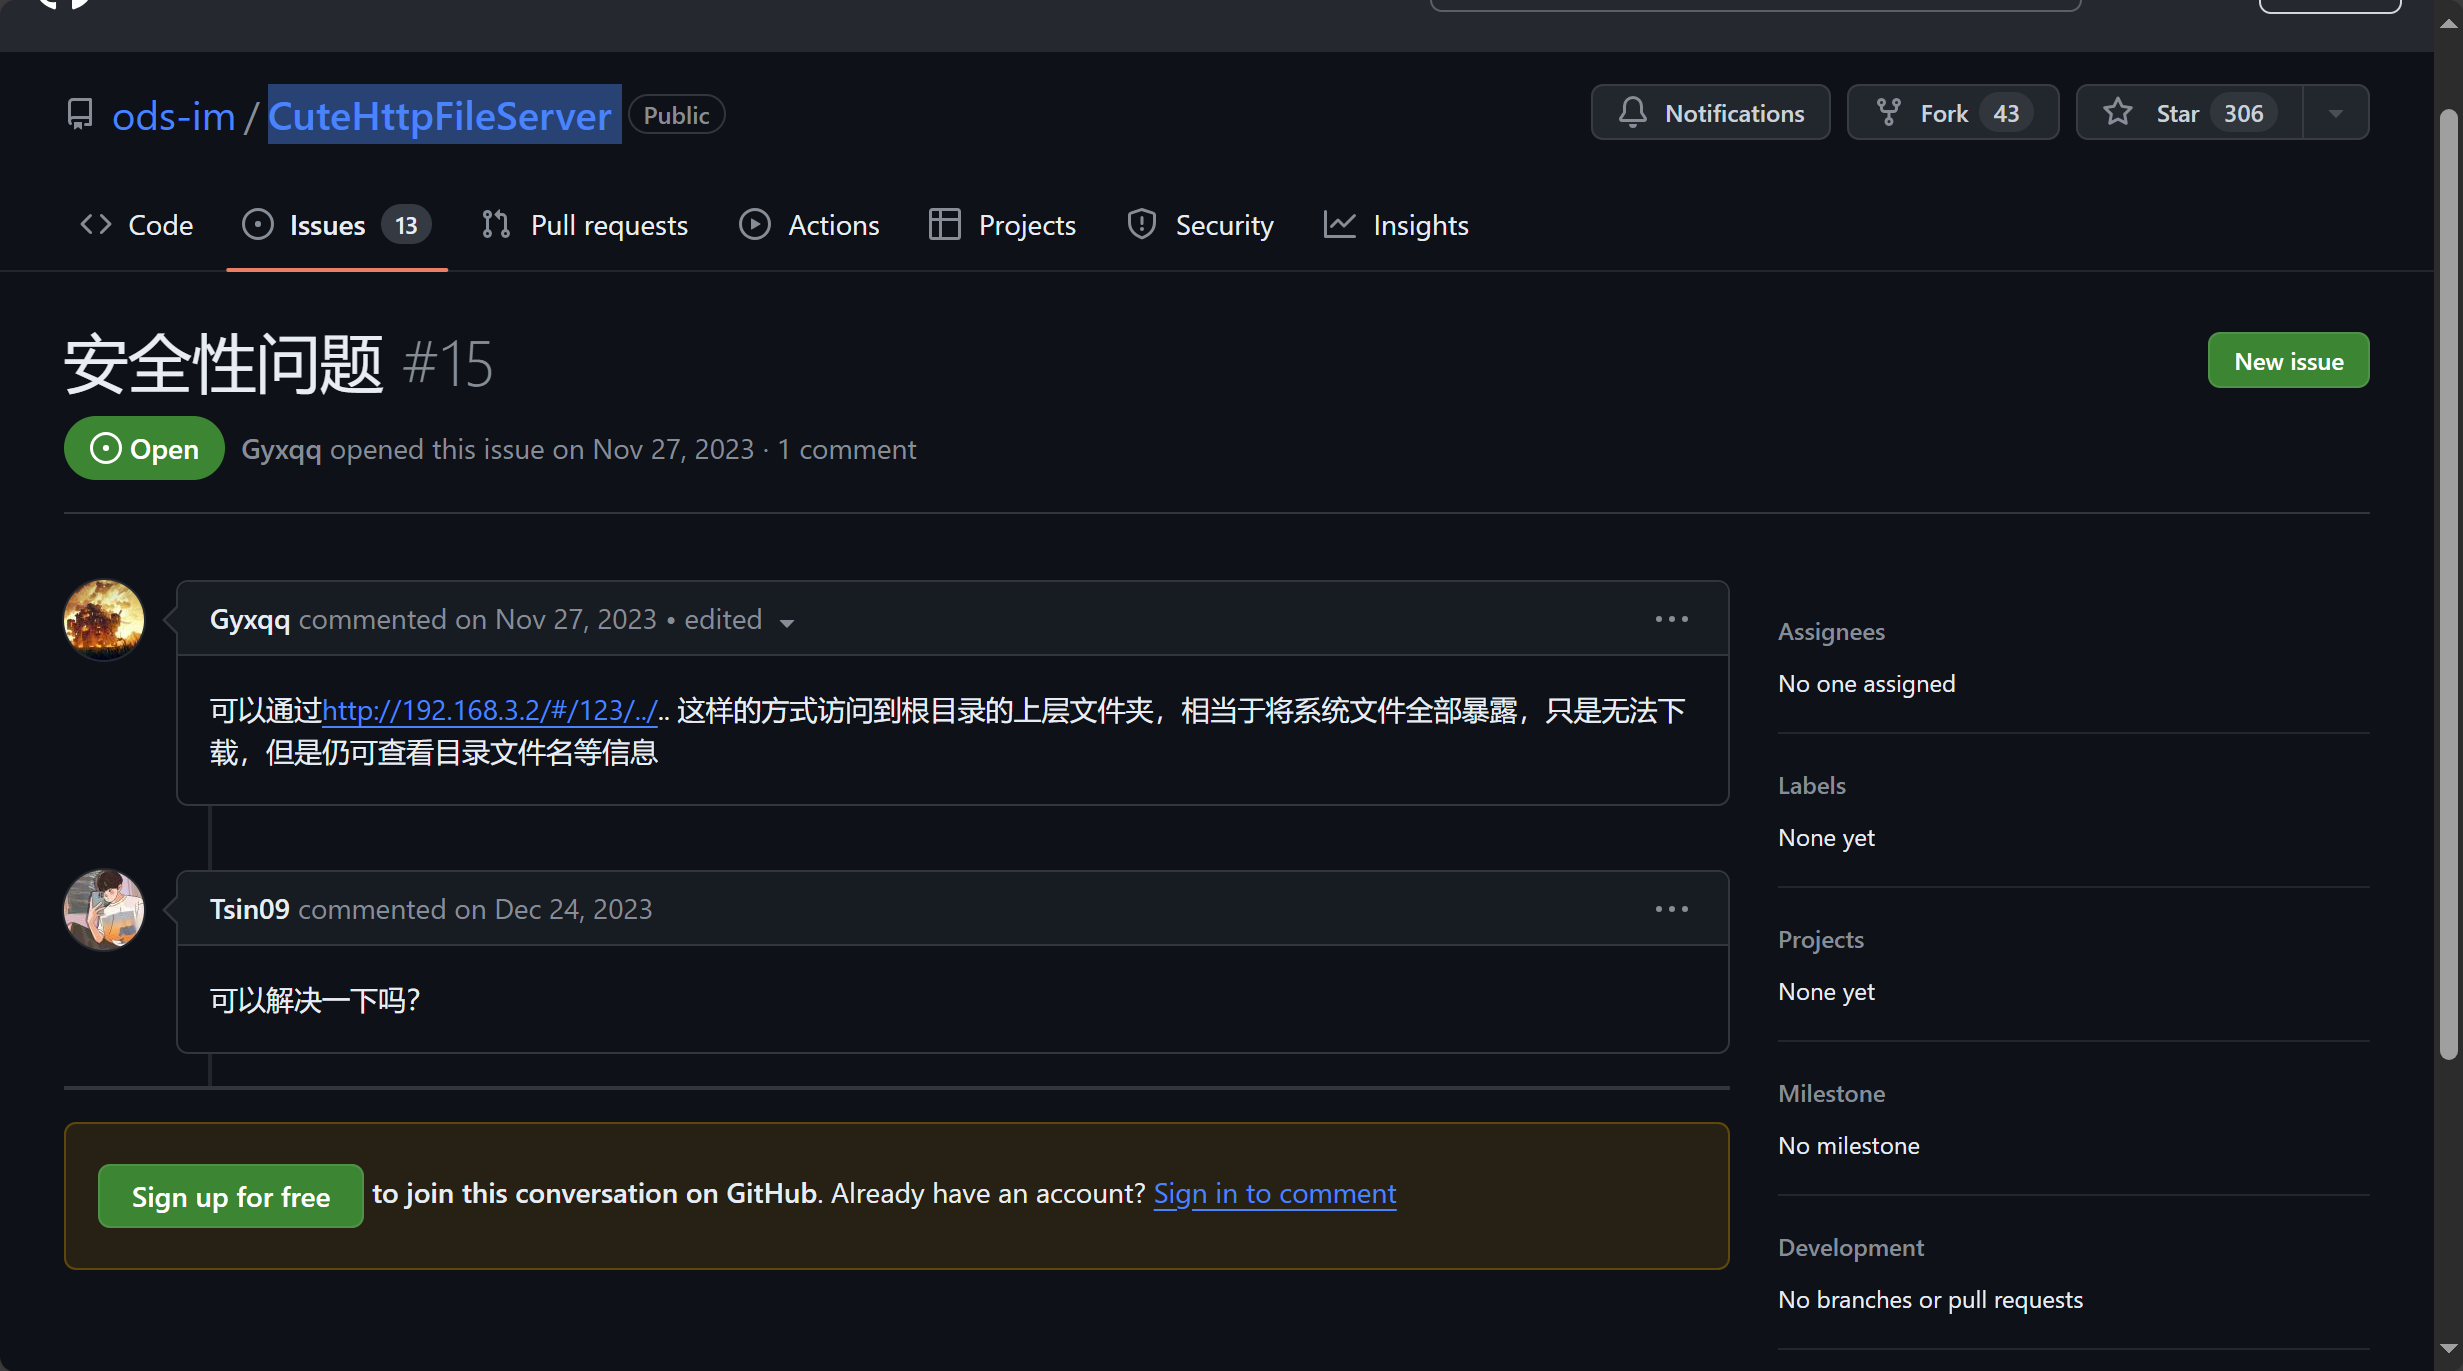 ods-im / CuteHttpFileServer Public
Notifications Fork 43 Star 306
Code Issues 13 Pull requests Actions Projects Security Insights
安全性问题 #15
New issue
Open Gyxqq opened this issue on Nov 27, 2023 · 1 comment
Gyxqq commented on Nov 27, 2023 • edited
可以通过http://192.168.3.2/#/123/../.. 这样的方式访问到根目录的上层文件夹，相当于将系统文件全部暴露，只是无法下
载，但是仍可查看目录文件名等信息
Tsin09 commented on Dec 24, 2023
可以解决一下吗？
Sign up for free to join this conversation on GitHub. Already have an account? Sign in to comment
Assignees
No one assigned
Labels
None yet
Projects
None yet
Milestone
No milestone
Development
No branches or pull requests